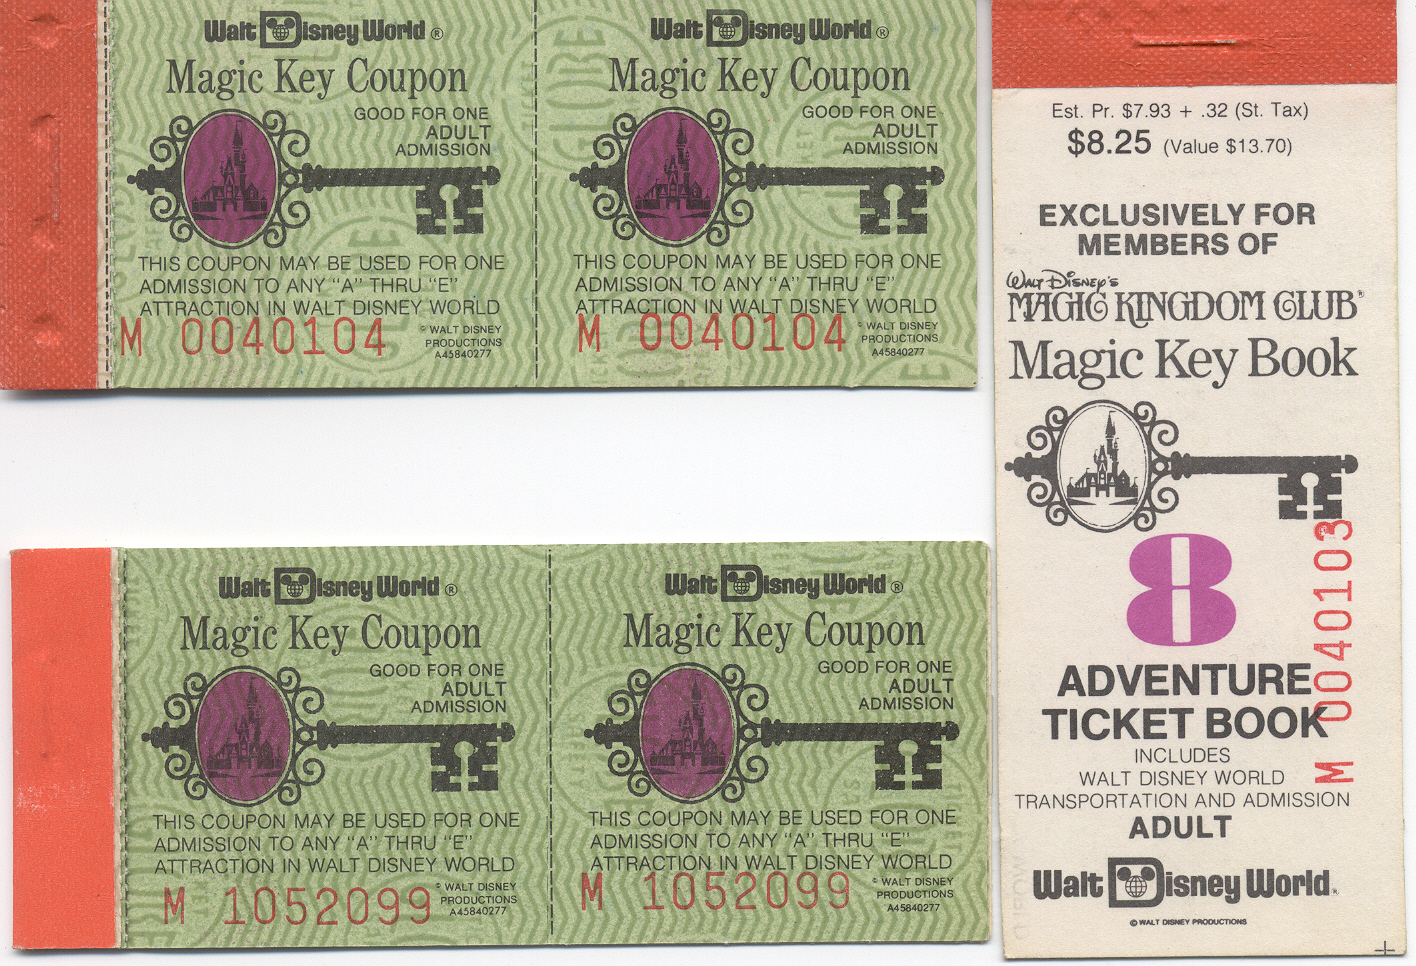 Walt Disney World ®
Magic Key Coupon
GOOD FOR ONE
ADULT
ADMISSION
THIS COUPON MAY BE USED FOR ONE
ADMISSION TO ANY "A" THRU "E"
ATTRACTION IN WALT DISNEY WORLD
M 0040104
© WALT DISNEY
PRODUCTIONS
A45840277
Walt Disney World ®
Magic Key Coupon
GOOD FOR ONE
ADULT
ADMISSION
THIS COUPON MAY BE USED FOR ONE
ADMISSION TO ANY "A" THRU "E"
ATTRACTION IN WALT DISNEY WORLD
M 0040104
© WALT DISNEY
PRODUCTIONS
A45840277
Walt Disney World ®
Magic Key Coupon
GOOD FOR ONE
ADULT
ADMISSION
THIS COUPON MAY BE USED FOR ONE
ADMISSION TO ANY "A" THRU "E"
ATTRACTION IN WALT DISNEY WORLD
M 1052099
© WALT DISNEY
PRODUCTIONS
A45840277
Walt Disney World ®
Magic Key Coupon
GOOD FOR ONE
ADULT
ADMISSION
THIS COUPON MAY BE USED FOR ONE
ADMISSION TO ANY "A" THRU "E"
ATTRACTION IN WALT DISNEY WORLD
M 1052099
© WALT DISNEY
PRODUCTIONS
A45840277
Est. Pr. $7.93 + .32 (St. Tax)
$8.25 (Value $13.70)
EXCLUSIVELY FOR
MEMBERS OF
WALT DISNEY'S
MAGIC KINGDOM CLUB®
Magic Key Book
8
ADVENTURE
TICKET BOOK
INCLUDES
WALT DISNEY WORLD
TRANSPORTATION AND ADMISSION
ADULT
M 0040103
Walt Disney World®
© WALT DISNEY PRODUCTIONS